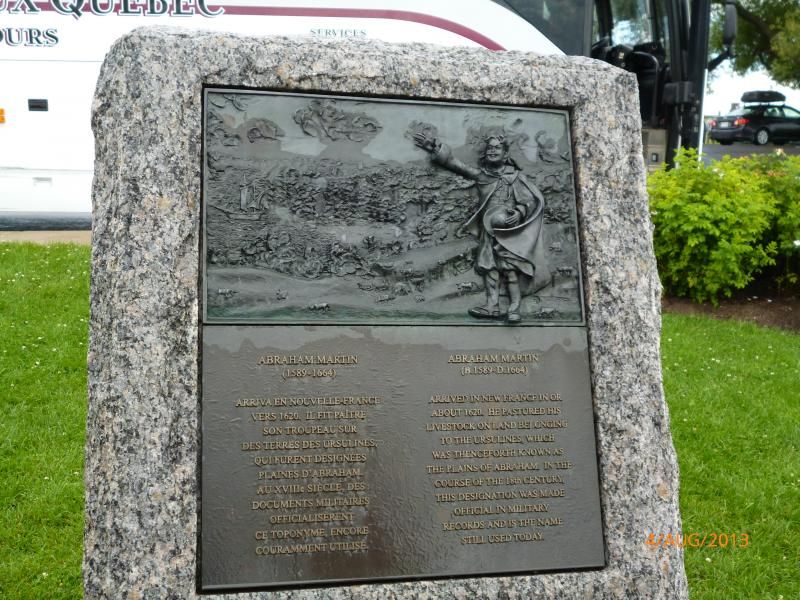 UX QUÉBEC
OURS
SERVICES
ABRAHAM MARTIN
(1589-1664)
ARRIVA EN NOUVELLE-FRANCE
VERS 1620. IL FIT PAÎTRE
SON TROUPEAU SUR
DES TERRES DES URSULINES,
QUI FURENT DÉSIGNÉES
PLAINES D'ABRAHAM.
AU XVIIIe SIÈCLE, DES
DOCUMENTS MILITAIRES
OFFICIALISÈRENT
CE TOPONYME, ENCORE
COURAMMENT UTILISÉ.
ABRAHAM MARTIN
(B.1589-D.1664)
ARRIVED IN NEW FRANCE IN OR
ABOUT 1620. HE PASTURED HIS
LIVESTOCK ON LAND BELONGING
TO THE URSULINES, WHICH
WAS THENCEFORTH KNOWN AS
THE PLAINS OF ABRAHAM. IN THE
COURSE OF THE 18th CENTURY,
THIS DESIGNATION WAS MADE
OFFICIAL IN MILITARY
RECORDS AND IS THE NAME
STILL USED TODAY.
4/AUG/2013